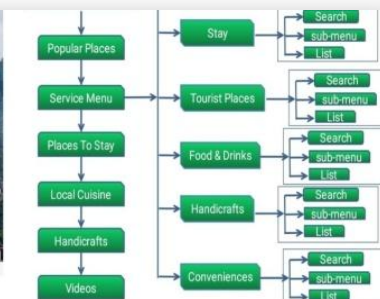 Popular Places
Service Menu
Places To Stay
Local Cuisine
Handicrafts
Videos
Stay
Search
sub-menu
List
Tourist Places
Search
sub-menu
List
Food & Drinks
Search
sub-menu
List
Handicrafts
Search
sub-menu
List
Conveniences
Search
sub-menu
List